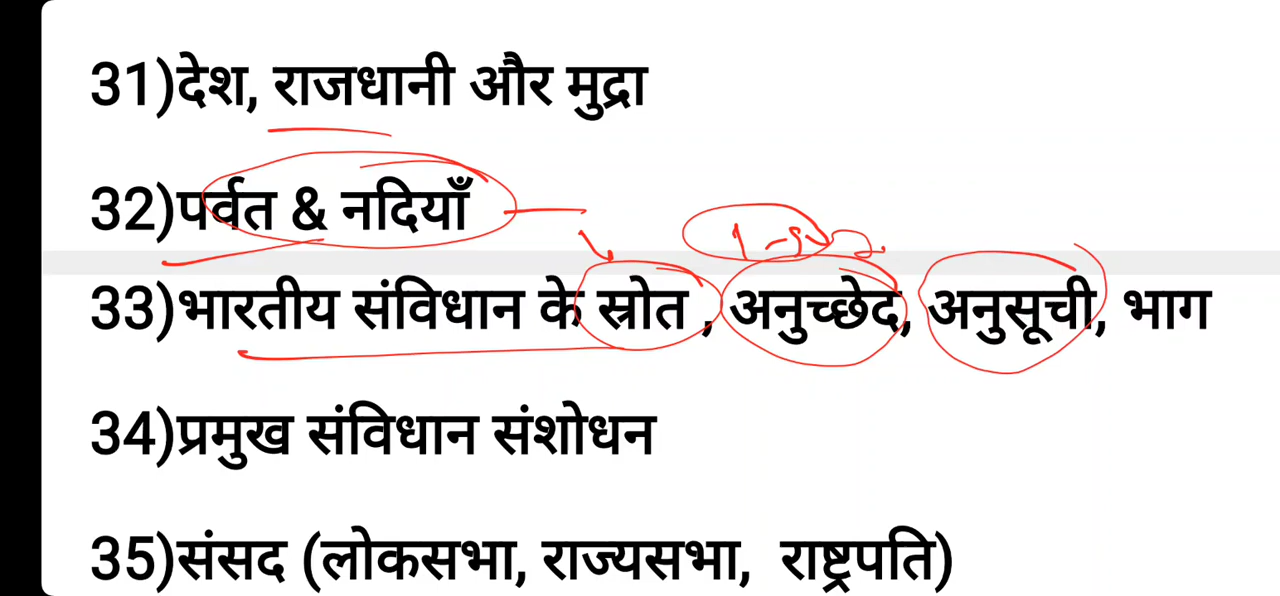 31)देश, राजधानी और मुद्रा
32)पर्वत & नदियाँ
33)भारतीय संविधान के स्रोत , अनुच्छेद, अनुसूची, भाग
34)प्रमुख संविधान संशोधन
35)संसद (लोकसभा, राज्यसभा, राष्ट्रपति)